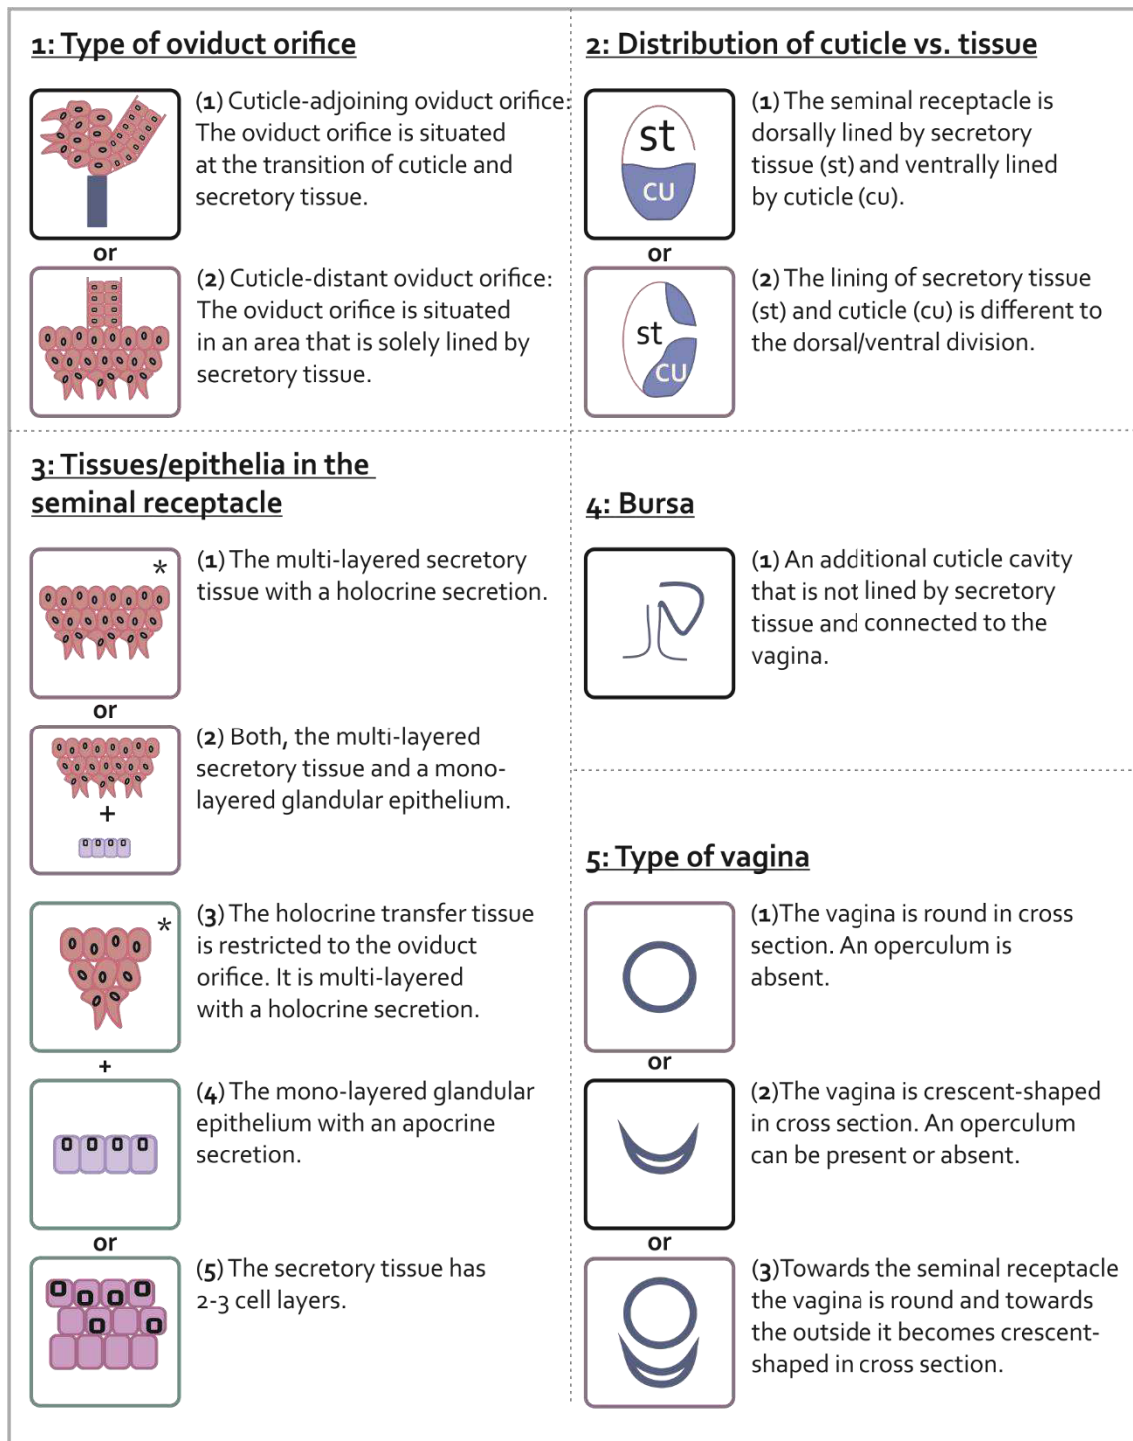 1: Type of oviduct orifice
(1) Cuticle-adjoining oviduct orifice:
The oviduct orifice is situated
at the transition of cuticle and
secretory tissue.
or
(2) Cuticle-distant oviduct orifice:
The oviduct orifice is situated
in an area that is solely lined by
secretory tissue.
2: Distribution of cuticle vs. tissue
st
cu
(1) The seminal receptacle is
dorsally lined by secretory
tissue (st) and ventrally lined
by cuticle (cu).
or
st
cu
(2) The lining of secretory tissue
(st) and cuticle (cu) is different to
the dorsal/ventral division.
3: Tissues/epithelia in the
seminal receptacle
*
(1) The multi-layered secretory
tissue with a holocrine secretion.
or
+
(2) Both, the multi-layered
secretory tissue and a mono-
layered glandular epithelium.
*
(3) The holocrine transfer tissue
is restricted to the oviduct
orifice. It is multi-layered
with a holocrine secretion.
+
(4) The mono-layered glandular
epithelium with an apocrine
secretion.
or
(5) The secretory tissue has
2-3 cell layers.
4: Bursa
(1) An additional cuticle cavity
that is not lined by secretory
tissue and connected to the
vagina.
5: Type of vagina
(1)The vagina is round in cross
section. An operculum is
absent.
or
(2)The vagina is crescent-shaped
in cross section. An operculum
can be present or absent.
or
(3)Towards the seminal receptacle
the vagina is round and towards
the outside it becomes crescent-
shaped in cross section.